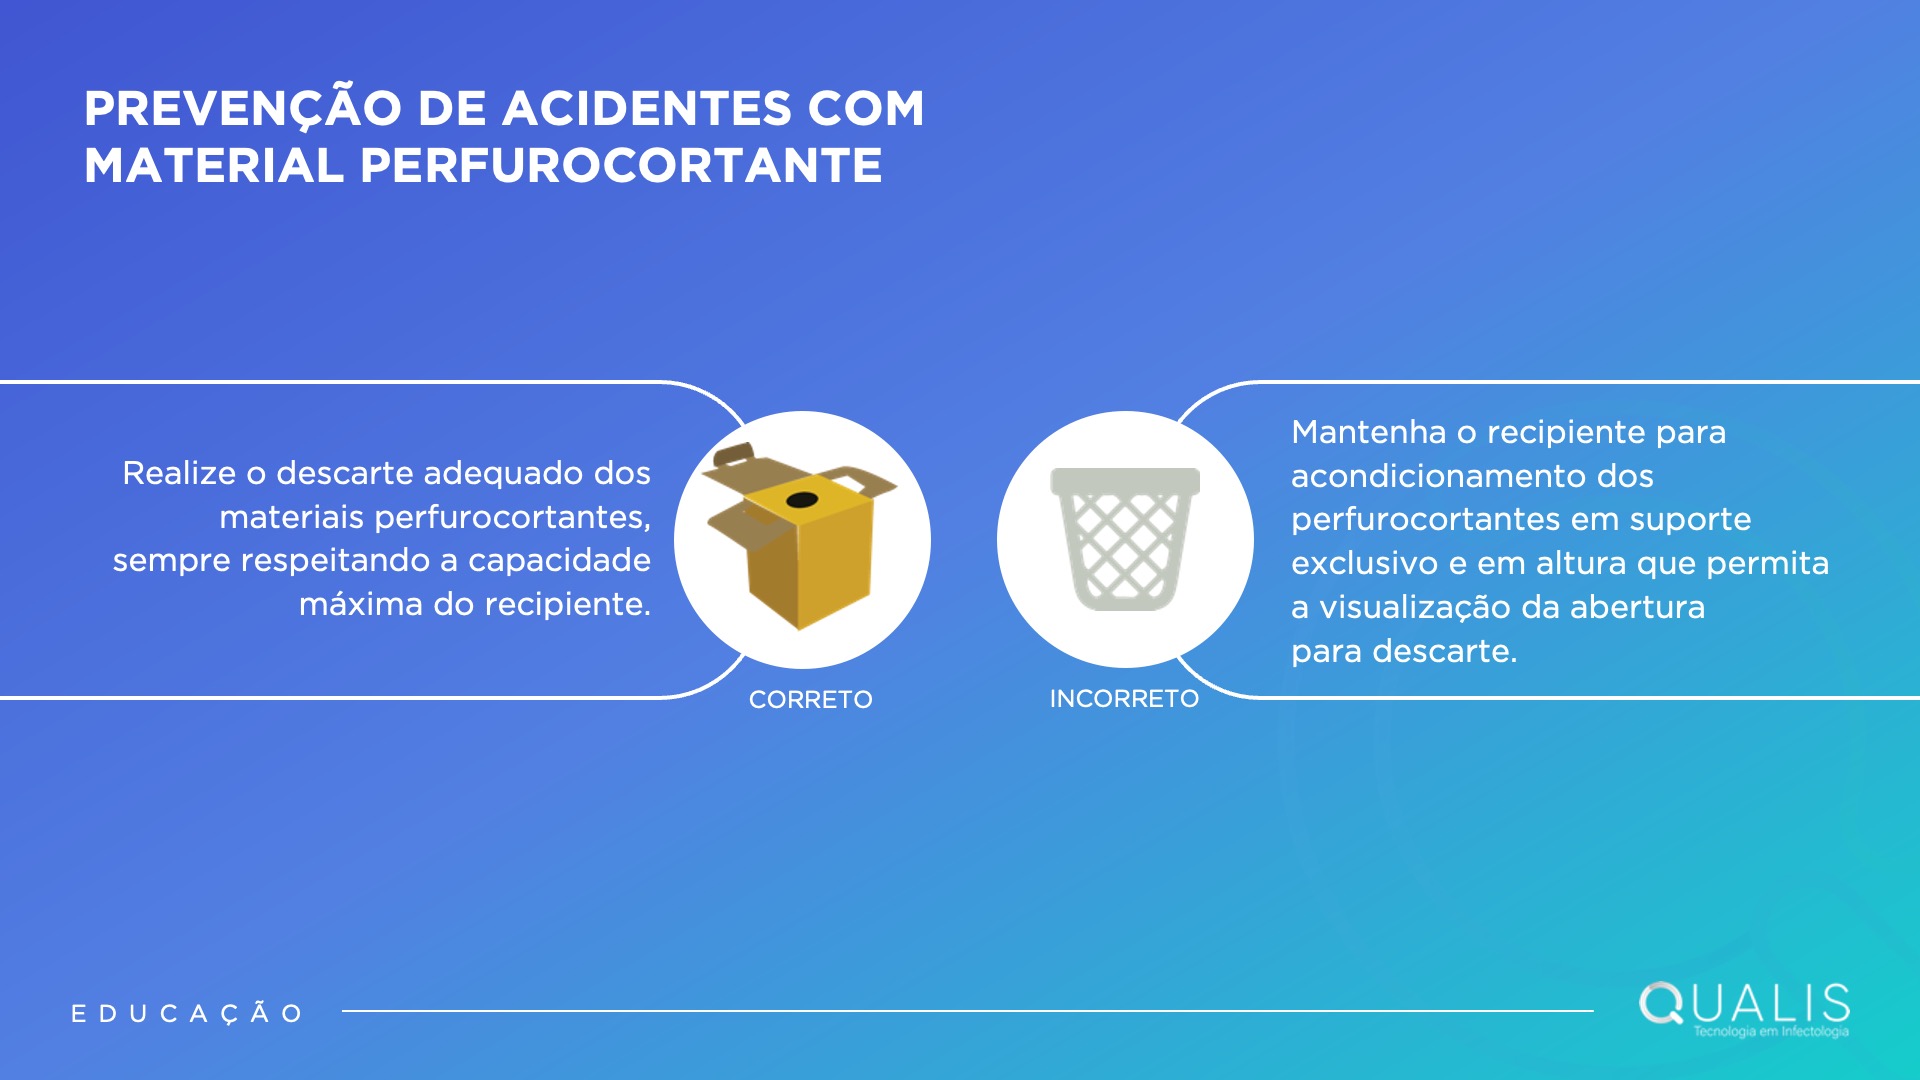 PREVENÇÃO DE ACIDENTES COM
MATERIAL PERFUROCORTANTE
Realize o descarte adequado dos
materiais perfurocortantes,
sempre respeitando a capacidade
máxima do recipiente.
CORRETO
INCORRETO
Mantenha o recipiente para
acondicionamento dos
perfurocortantes em suporte
exclusivo e em altura que permita
a visualização da abertura
para descarte.
EDUCAÇÃO
QUALIS
Tecnologia em Infectologia